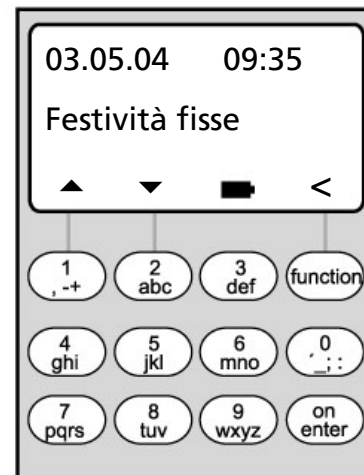 03.05.04 09:35
Festività fisse
<
1 2 3 function
, -+ abc def
4 5 6 0
ghi jkl mno ´_; :
7 8 9 on
pqrs tuv wxyz enter